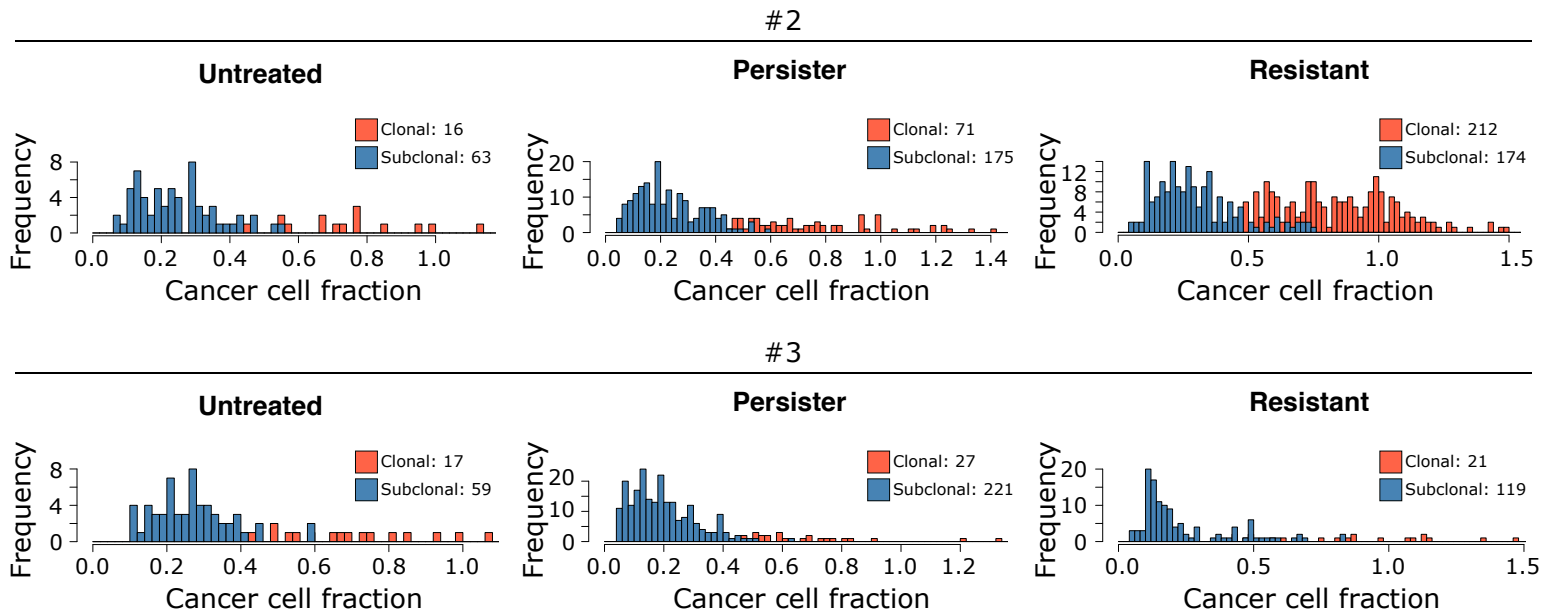 #2
Untreated
Persister
Resistant
Clonal: 16
Subclonal: 63
Frequency
8
4
0
0.0 0.2 0.4 0.6 0.8 1.0
Cancer cell fraction
Clonal: 71
Subclonal: 175
Frequency
20
10
0
0.0 0.2 0.4 0.6 0.8 1.0 1.2 1.4
Cancer cell fraction
Clonal: 212
Subclonal: 174
Frequency
12
8
4
0
0.0 0.5 1.0 1.5
Cancer cell fraction
#3
Untreated
Persister
Resistant
Clonal: 17
Subclonal: 59
Frequency
8
4
0
0.0 0.2 0.4 0.6 0.8 1.0
Cancer cell fraction
Clonal: 27
Subclonal: 221
Frequency
20
10
0
0.0 0.2 0.4 0.6 0.8 1.0 1.2
Cancer cell fraction
Clonal: 21
Subclonal: 119
Frequency
20
10
0
0.0 0.5 1.0 1.5
Cancer cell fraction